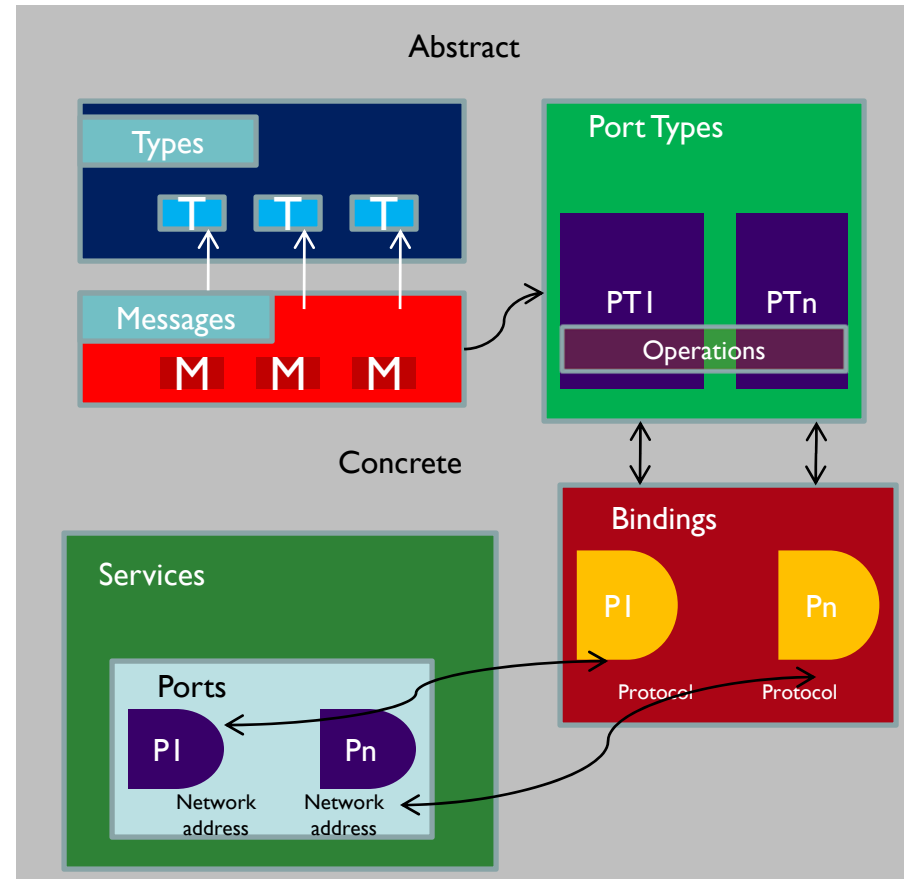 Abstract
Types
T T T
Messages
M M M
Port Types
PT1 PTn
Operations
Concrete
Bindings
P1 Pn
Protocol Protocol
Services
Ports
P1 Pn
Network Network
address address